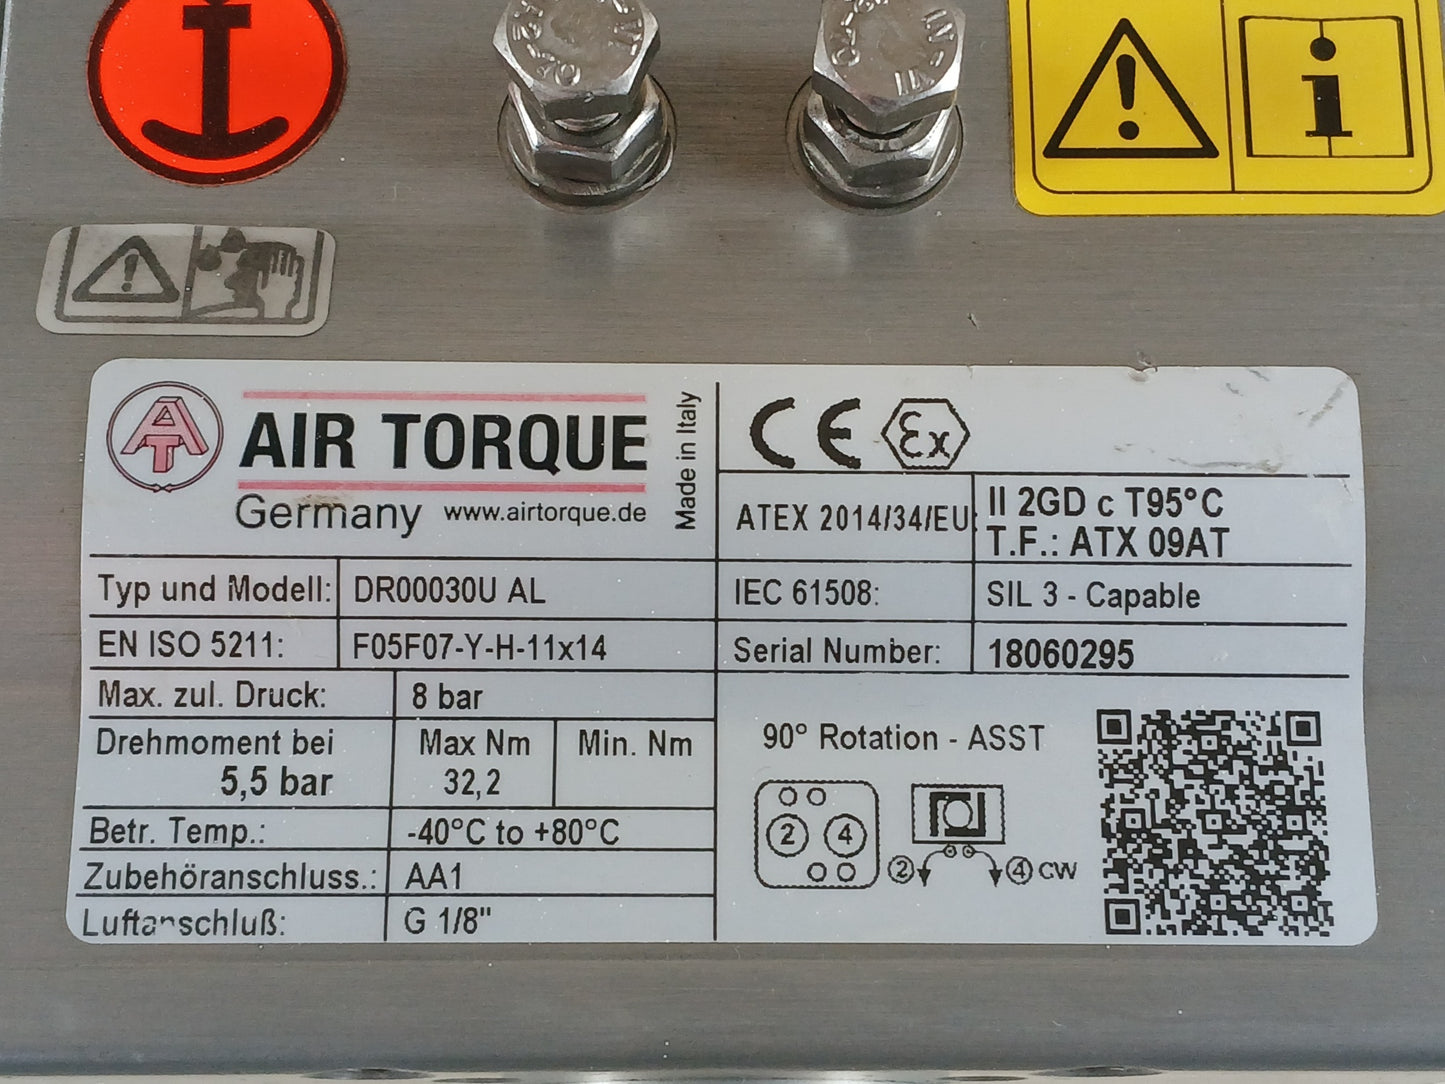 AT
AIR TORQUE
Germany www.airtorque.de
Made in Italy
CE Ex
ATEX 2014/34/EU: II 2GD c T95°C
T.F.: ATX 09AT
Typ und Modell: DR00030U AL
IEC 61508: SIL 3 - Capable
EN ISO 5211: F05F07-Y-H-11x14
Serial Number: 18060295
Max. zul. Druck: 8 bar
Drehmoment bei Max Nm Min. Nm
5,5 bar 32,2
Betr. Temp.: -40°C to +80°C
Zubehöranschluss.: AA1
Luftanschluß: G 1/8"
90° Rotation - ASST
2 4
2 4 CW